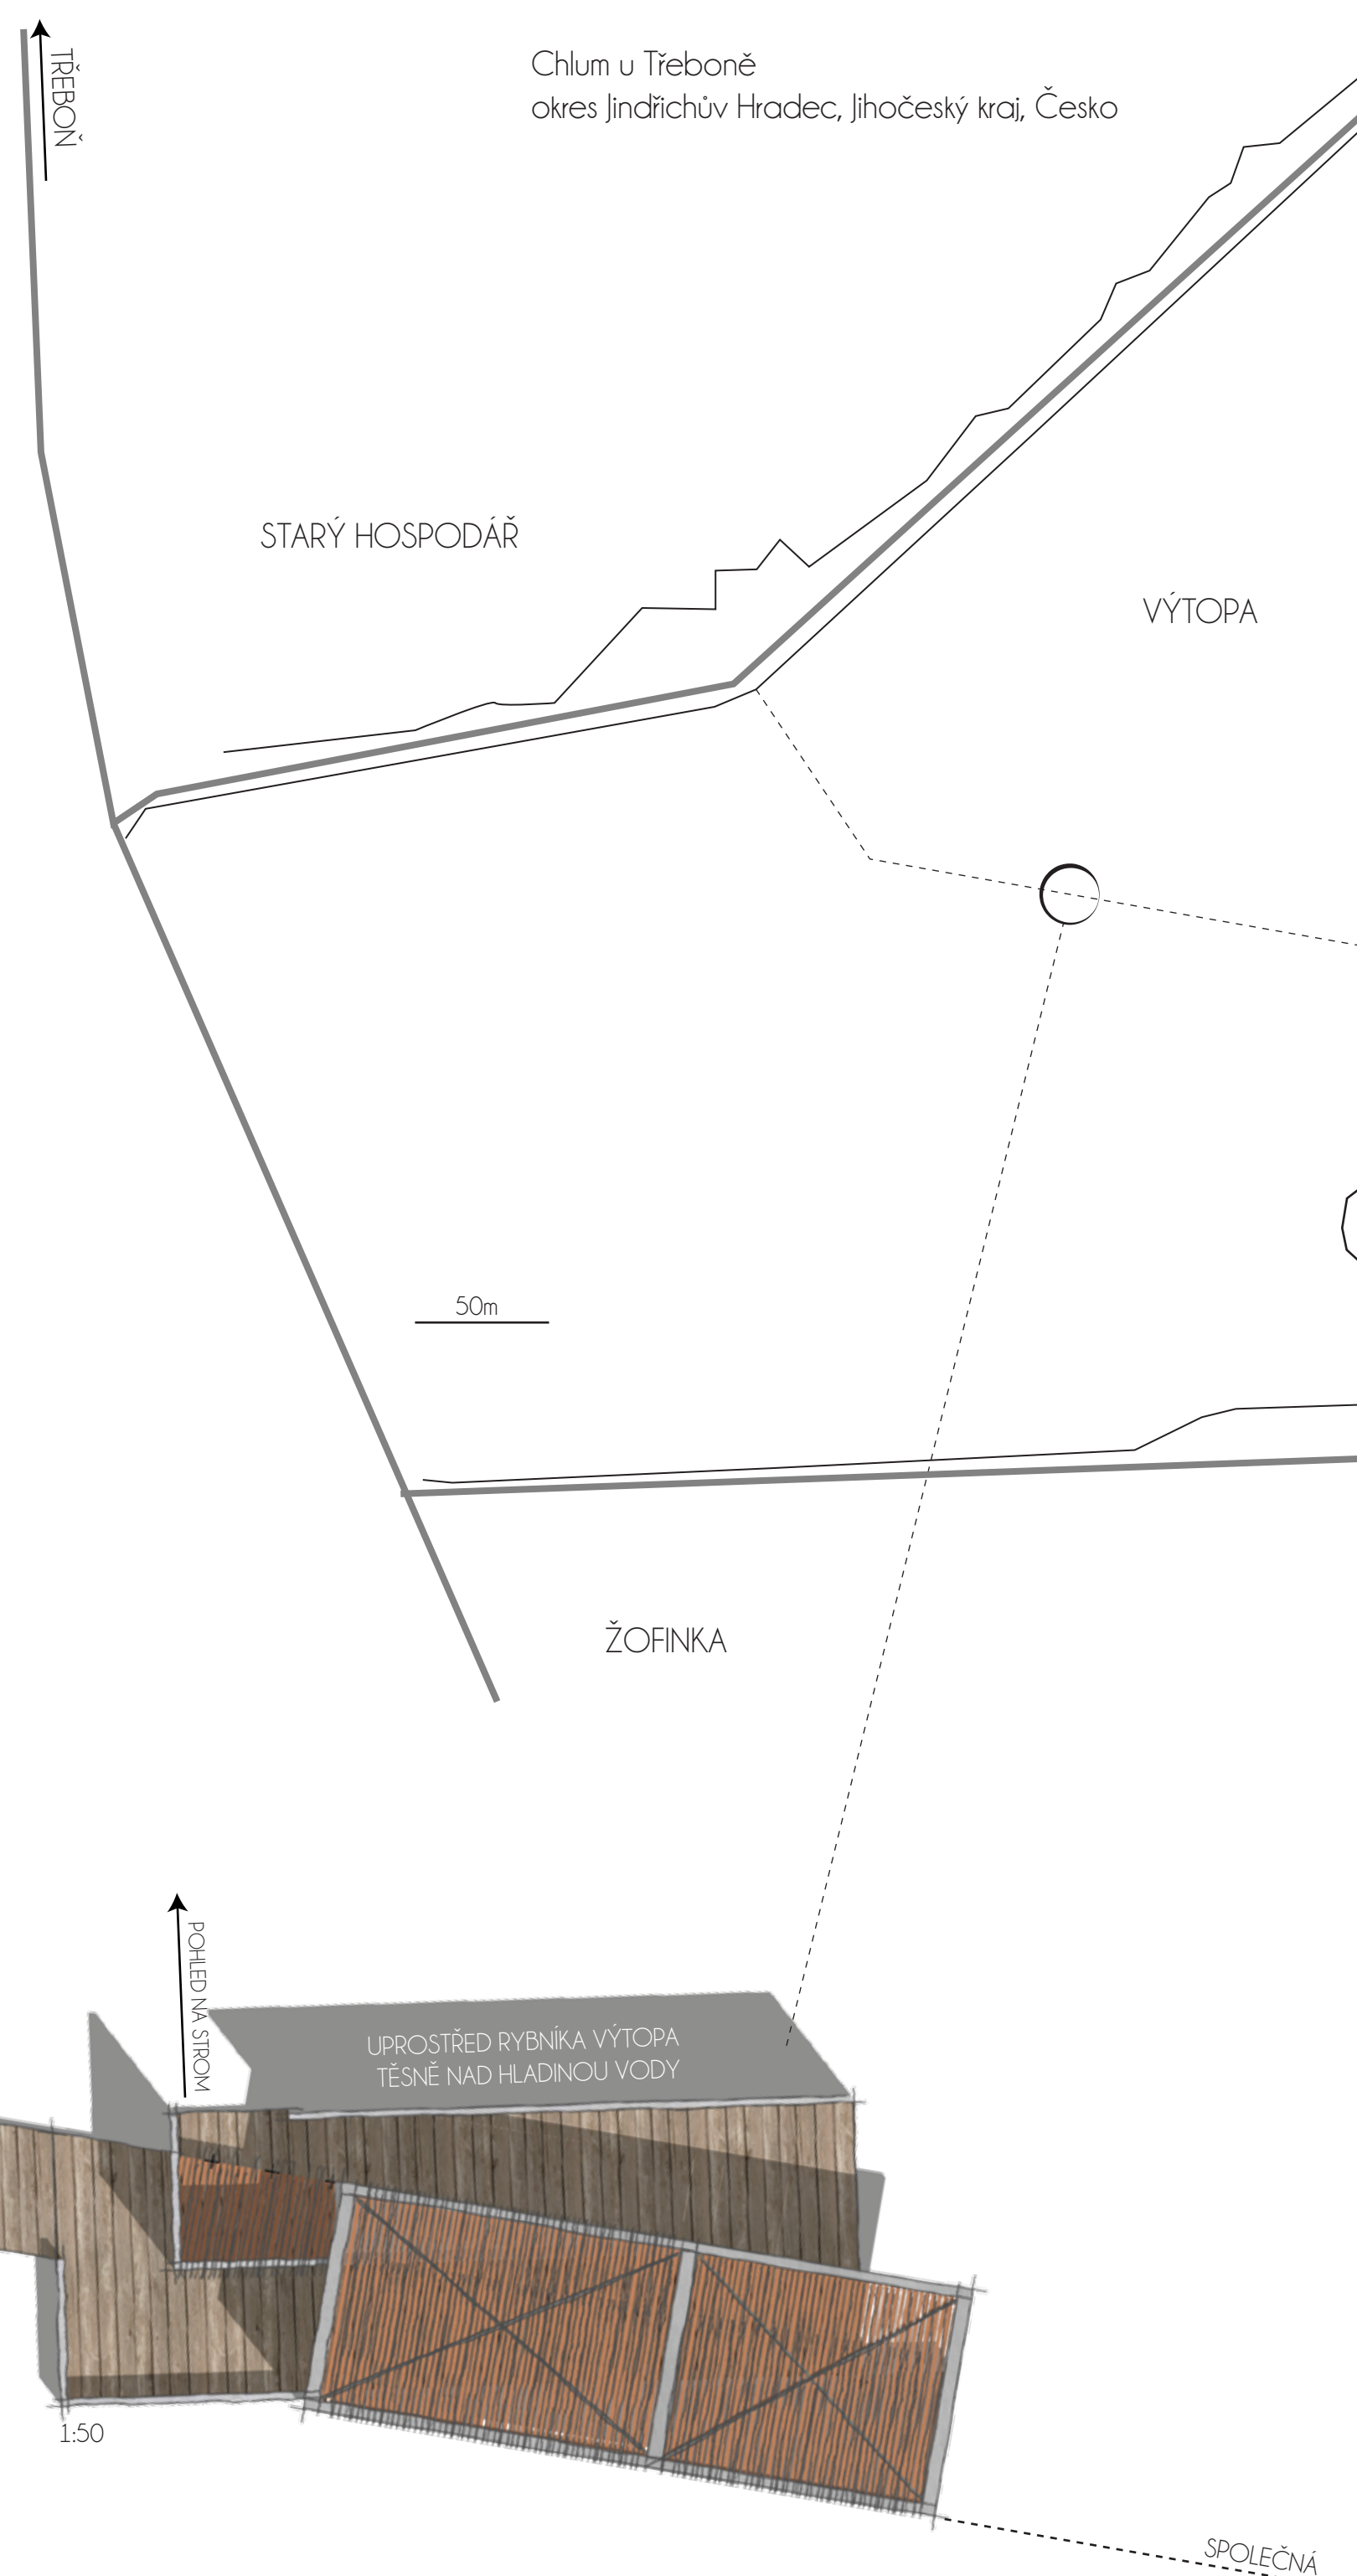 TŘEBOŇ
Chlum u Třeboně
okres Jindřichův Hradec, Jihočeský kraj, Česko
STARÝ HOSPODÁŘ
VÝTOPA
50m
ŽOFINKA
POHLED NA STROM
UPROSTŘED RYBNÍKA VÝTOPA
TĚSNĚ NAD HLADINOU VODY
1:50
SPOLEČNÁ